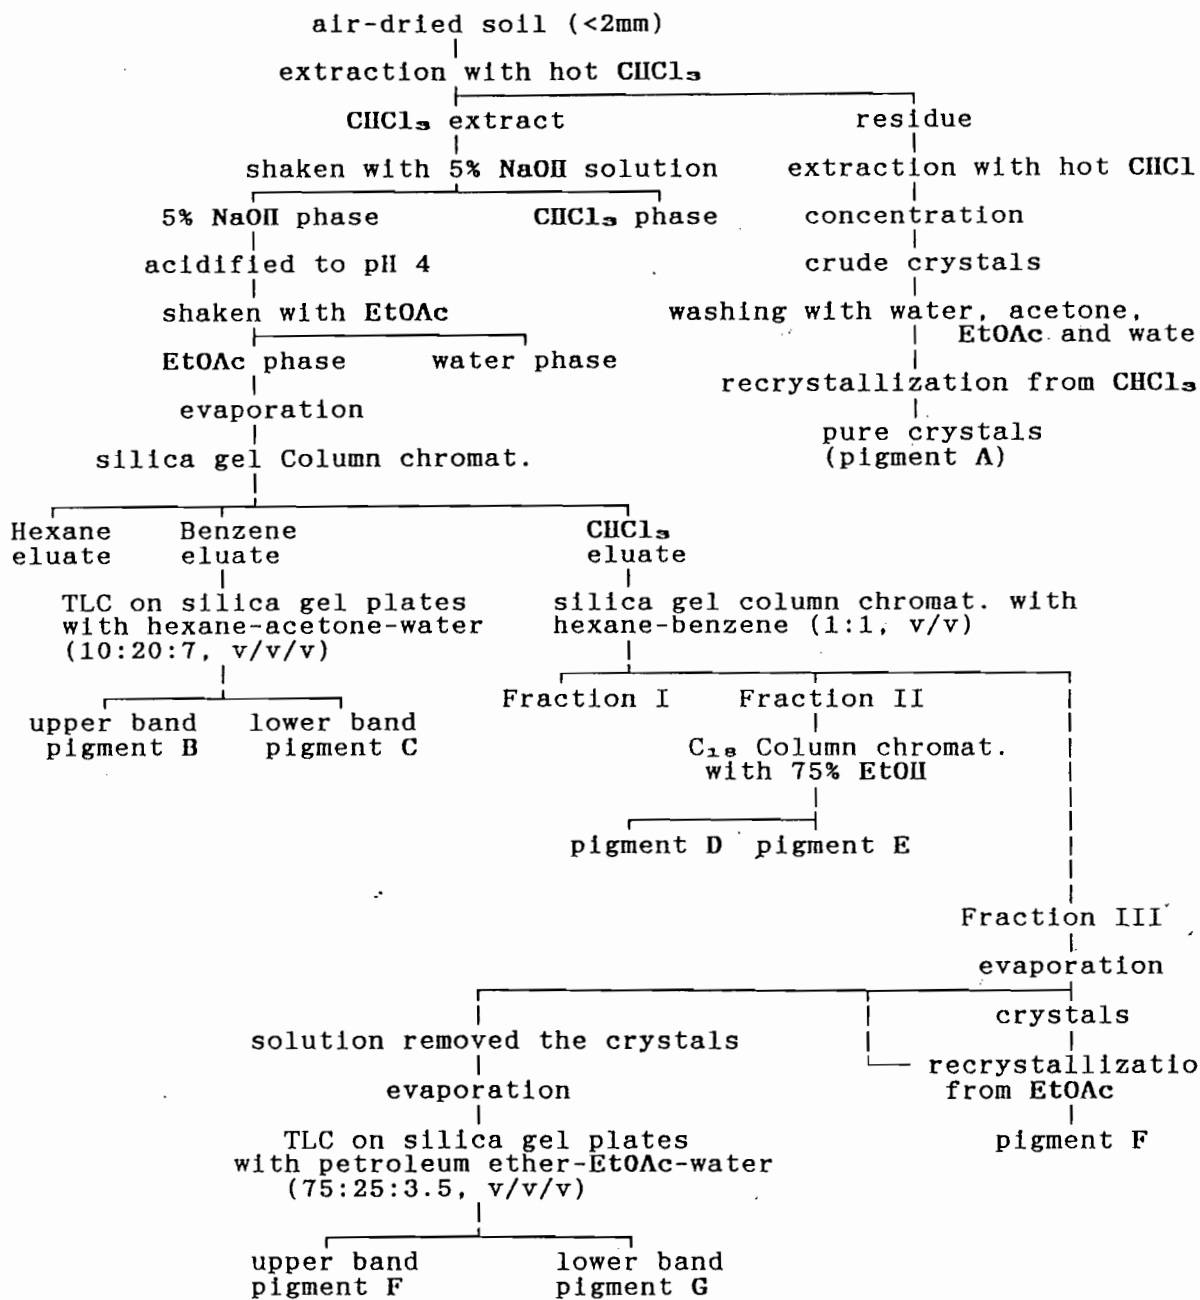 air-dried soil (<2mm)
extraction with hot CHCl₃
CHCl₃ extract
residue
shaken with 5% NaOH solution
extraction with hot CHCl
5% NaOH phase
CHCl₃ phase
concentration
acidified to pH 4
crude crystals
shaken with EtOAc
washing with water, acetone,
EtOAc and wate
EtOAc phase
water phase
recrystallization from CHCl₃
evaporation
pure crystals
(pigment A)
silica gel Column chromat.
Hexane
eluate
Benzene
eluate
CHCl₃
eluate
TLC on silica gel plates
with hexane-acetone-water
(10:20:7, v/v/v)
silica gel column chromat. with
hexane-benzene (1:1, v/v)
Fraction I
Fraction II
upper band
pigment B
lower band
pigment C
C₁₈ Column chromat.
with 75% EtOH
pigment D
pigment E
Fraction III
evaporation
crystals
solution removed the crystals
recrystallizatio
from EtOAc
evaporation
TLC on silica gel plates
with petroleum ether-EtOAc-water
(75:25:3.5, v/v/v)
pigment F
upper band
pigment F
lower band
pigment G